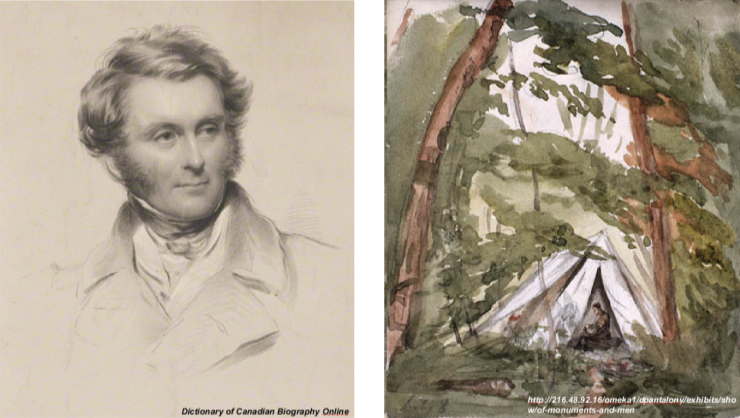 Dictionary of Canadian Biography Online
http://216.48.92.16/omeka1/dpantalony/exhibits/sho
w/of-monuments-and-men